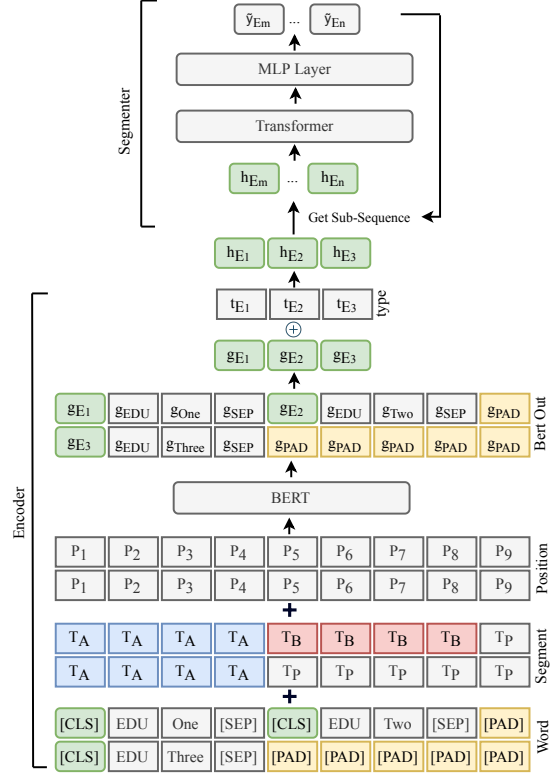 ỹEm ... ỹEn
MLP Layer
Transformer
Segmenter
hEm ... hEn
Get Sub-Sequence
hE1 hE2 hE3
tE1 tE2 tE3 type
+
gE1 gE2 gE3
gE1 gEDU gOne gSEP gE2 gEDU gTwo gSEP gPAD
gE3 gEDU gThree gSEP gPAD gPAD gPAD gPAD gPAD
Bert Out
BERT
Encoder
P1 P2 P3 P4 P5 P6 P7 P8 P9
P1 P2 P3 P4 P5 P6 P7 P8 P9
Position
+
TA TA TA TA TB TB TB TB TP
TA TA TA TA TP TP TP TP TP
Segment
+
[CLS] EDU One [SEP] [CLS] EDU Two [SEP] [PAD]
[CLS] EDU Three [SEP] [PAD] [PAD] [PAD] [PAD] [PAD]
Word